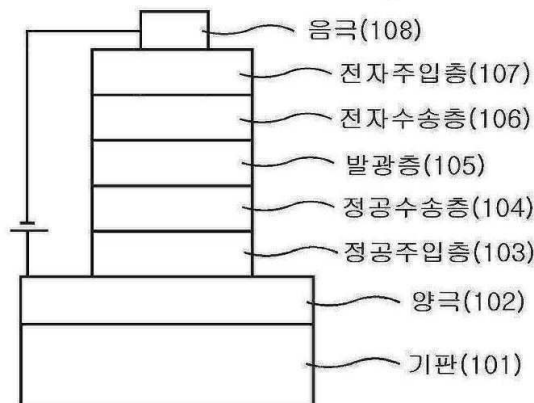 음극(108)
전자주입층(107)
전자수송층(106)
발광층(105)
정공수송층(104)
정공주입층(103)
양극(102)
기판(101)